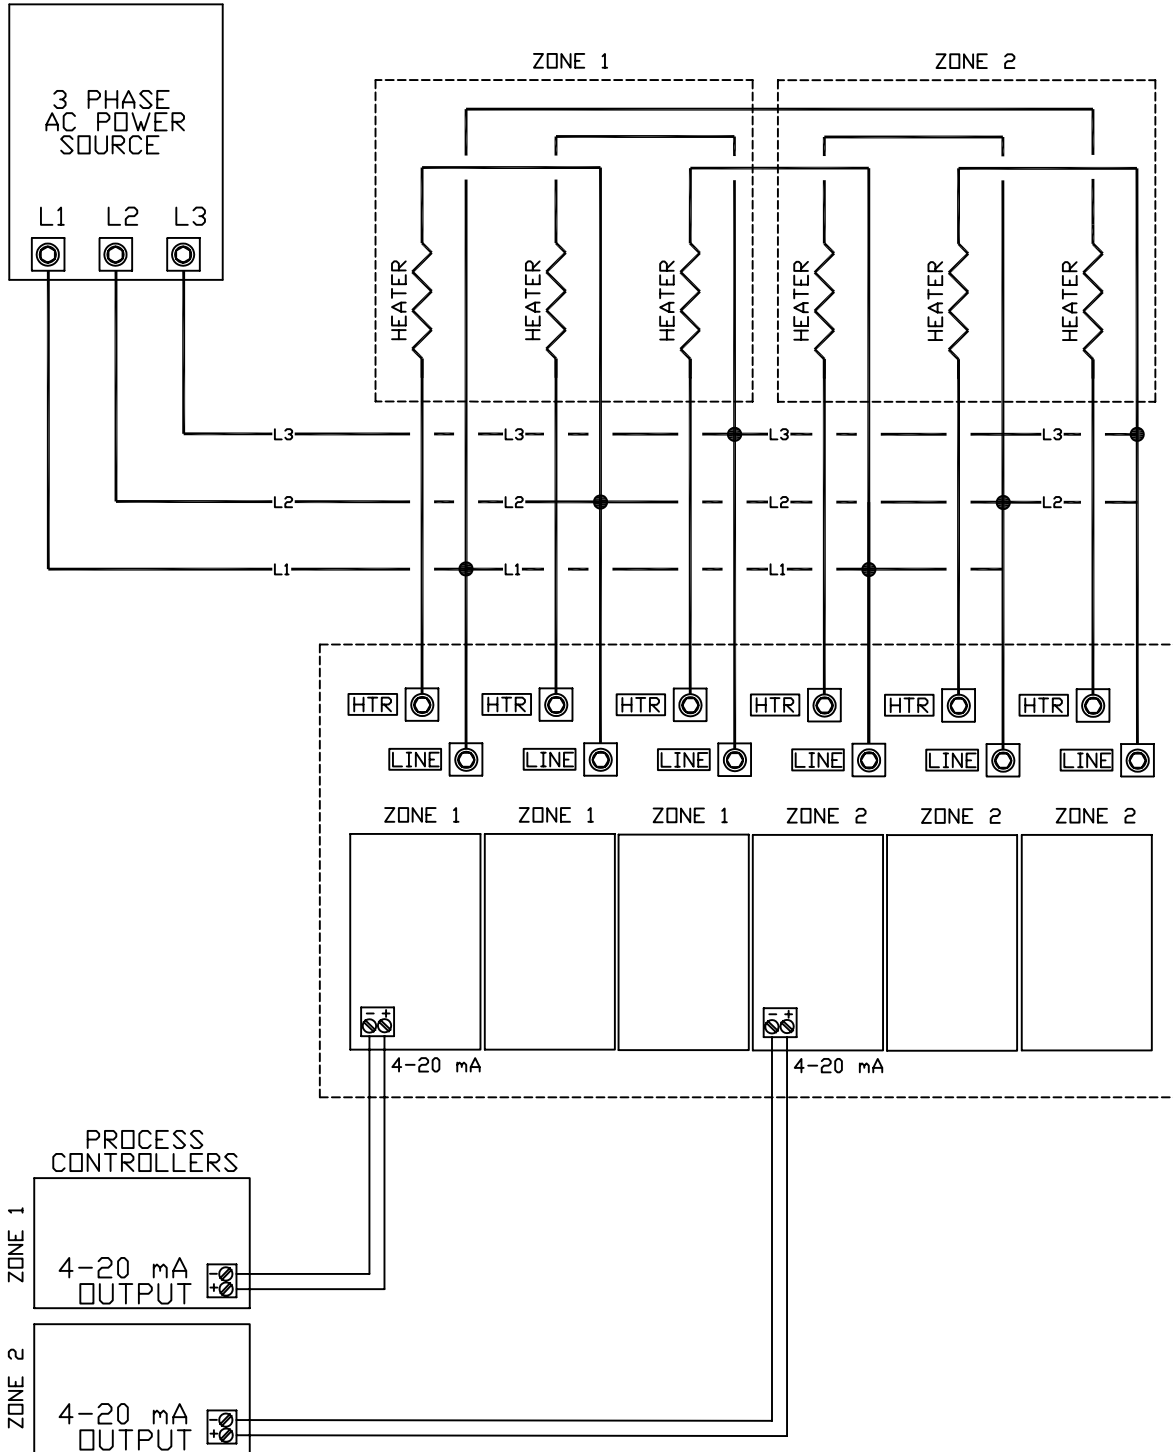 3 PHASE
AC POWER
SOURCE
L1 L2 L3
ZONE 1
ZONE 2
HEATER
HEATER
HEATER
HEATER
HEATER
HEATER
L3 L3 L3 L3
L2 L2 L2 L2
L1 L1 L1
HTR HTR HTR HTR HTR HTR
LINE LINE LINE LINE LINE LINE
ZONE 1 ZONE 1 ZONE 1 ZONE 2 ZONE 2 ZONE 2
- + - +
4-20 mA 4-20 mA
PROCESS
CONTROLLERS
ZONE 1
4-20 mA -
OUTPUT +
ZONE 2
4-20 mA -
OUTPUT +